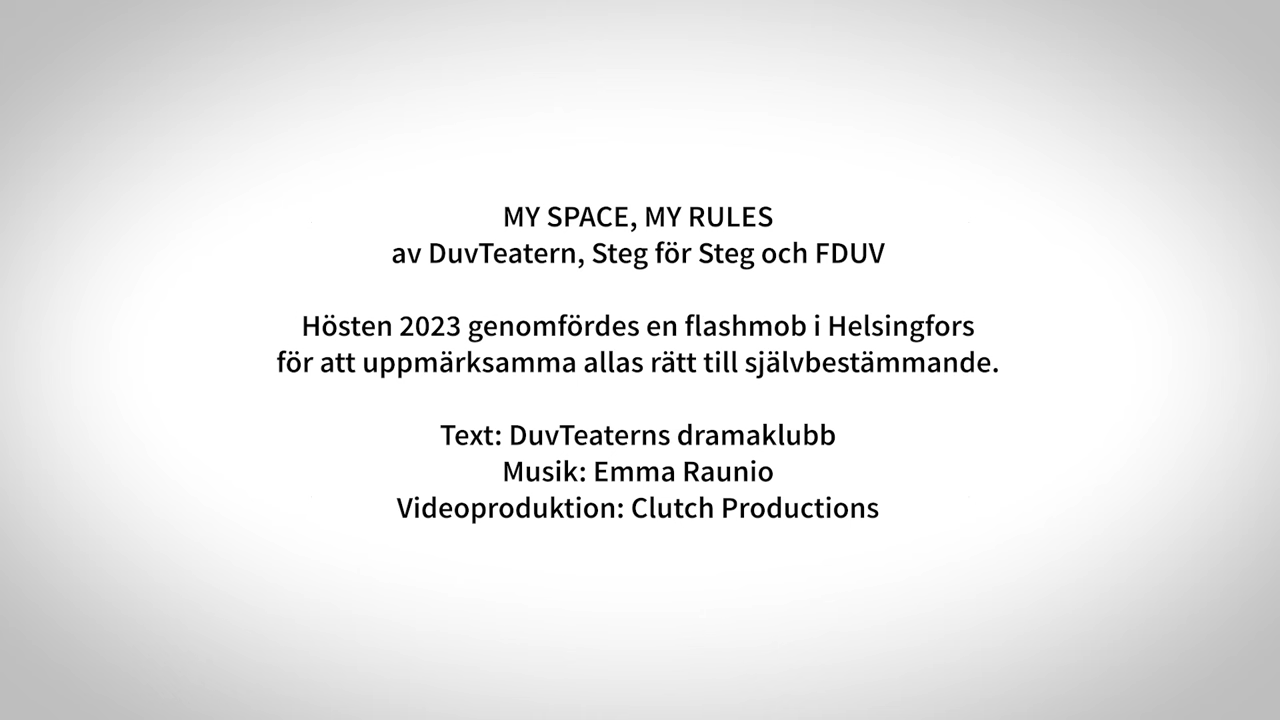 MY SPACE, MY RULES
av DuvTeatern, Steg för Steg och FDUV
Hösten 2023 genomfördes en flashmob i Helsingfors
för att uppmärksamma allas rätt till självbestämmande.
Text: DuvTeaterns dramaklubb
Musik: Emma Raunio
Videoproduktion: Clutch Productions